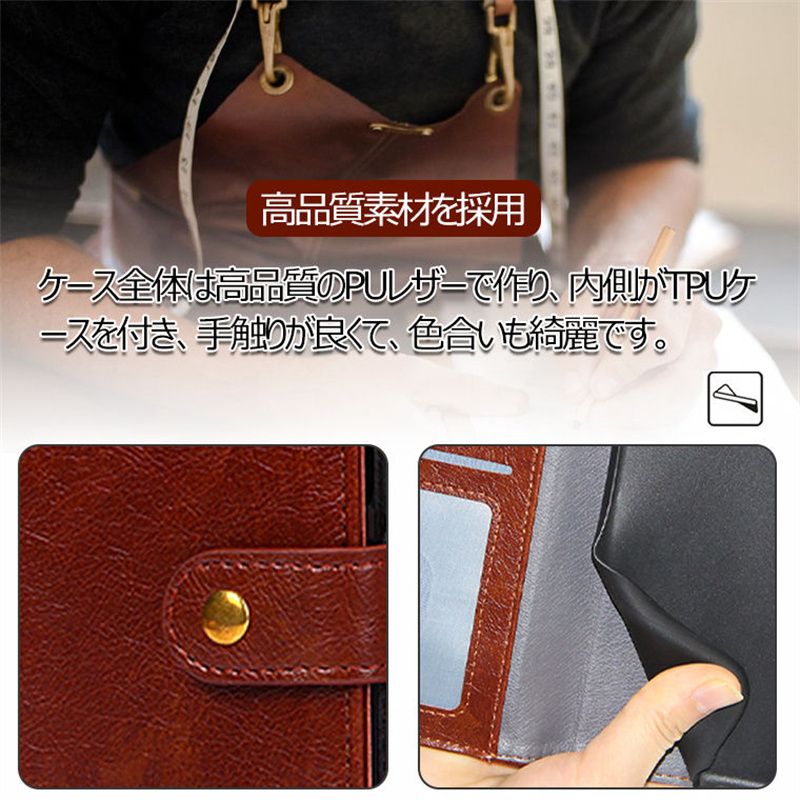 高品質素材を採用
ケース全体は高品質のPUレザーで作り、内側がTPUケ
ースを付き、手触りが良くて、色合いも綺麗です。